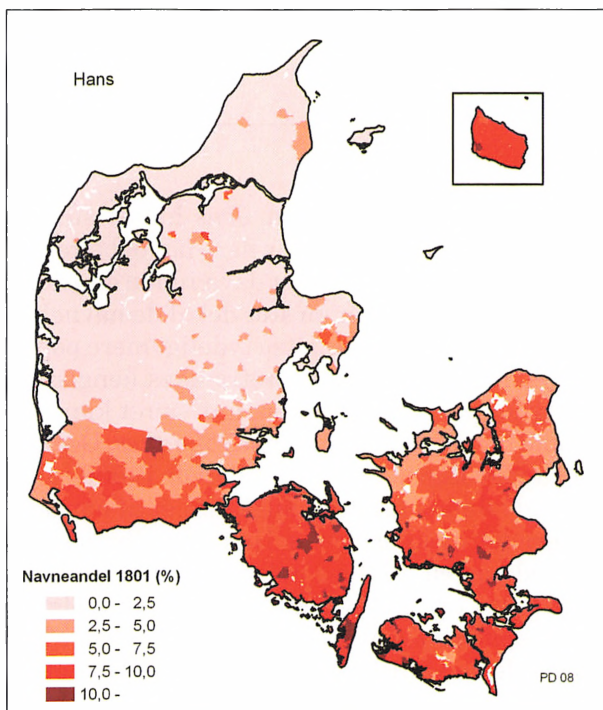 Hans
Navneandel 1801 (%)
0,0 - 2,5
2,5 - 5,0
5,0 - 7,5
7,5 - 10,0
10,0 -
PD 08